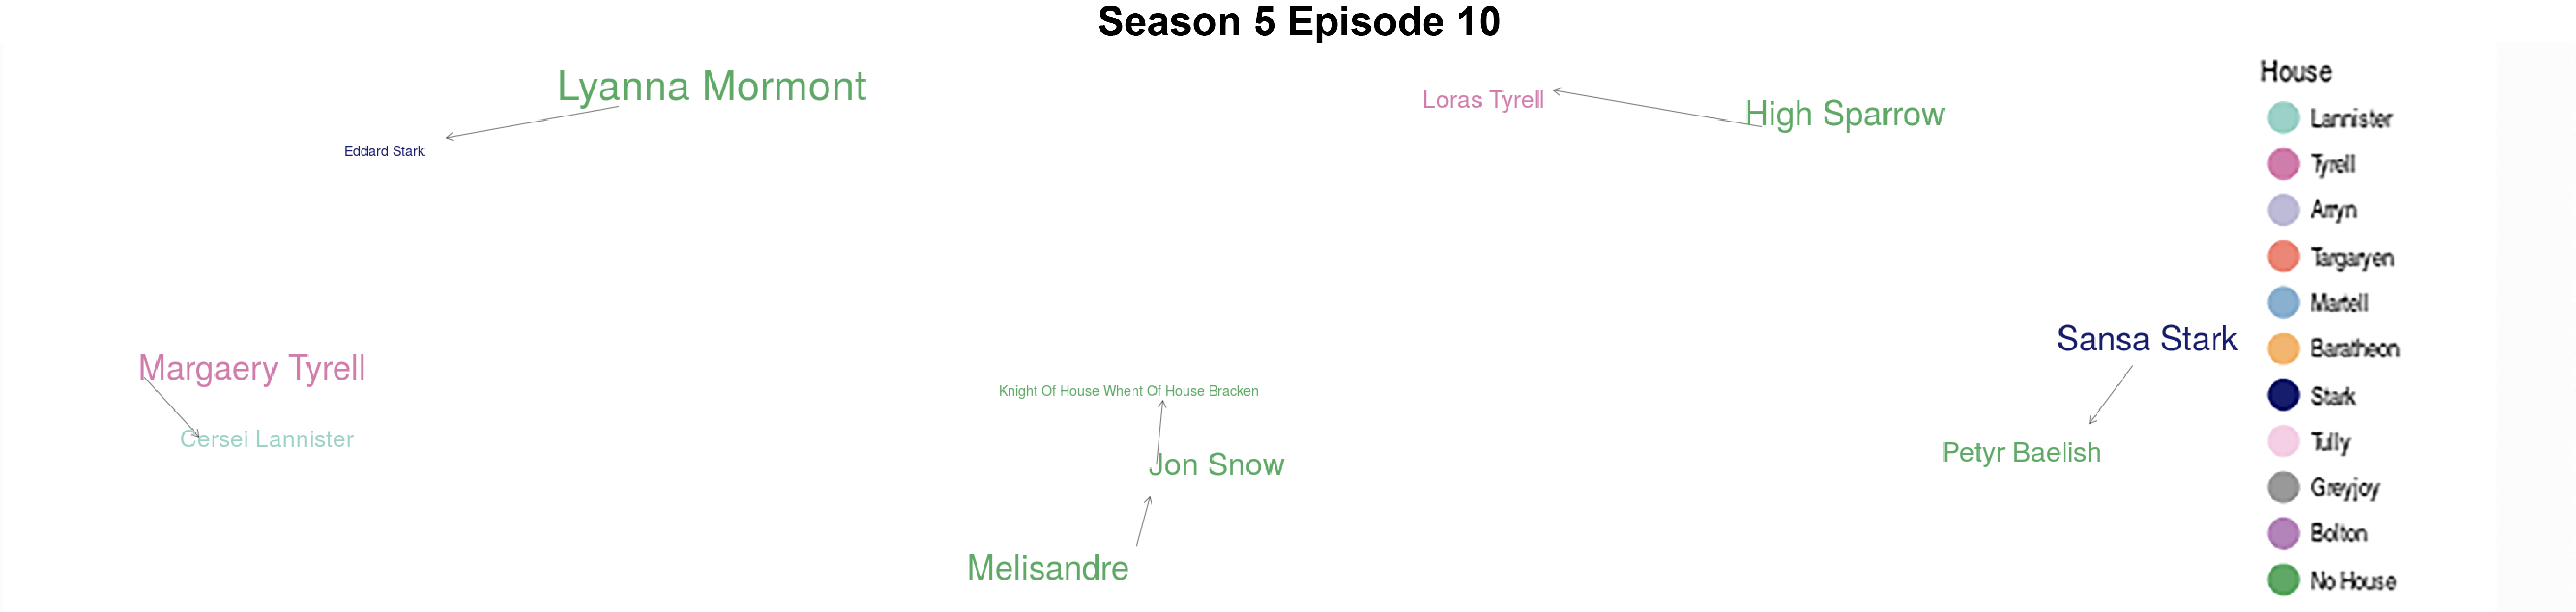 Season 5 Episode 10
Lyanna Mormont
Eddard Stark
Loras Tyrell
High Sparrow
Margaery Tyrell
Cersei Lannister
Knight Of House Whent Of House Bracken
Jon Snow
Melisandre
Sansa Stark
Petyr Baelish
House
Lannister
Tyrell
Arryn
Targaryen
Martell
Baratheon
Stark
Tully
Greyjoy
Bolton
No House